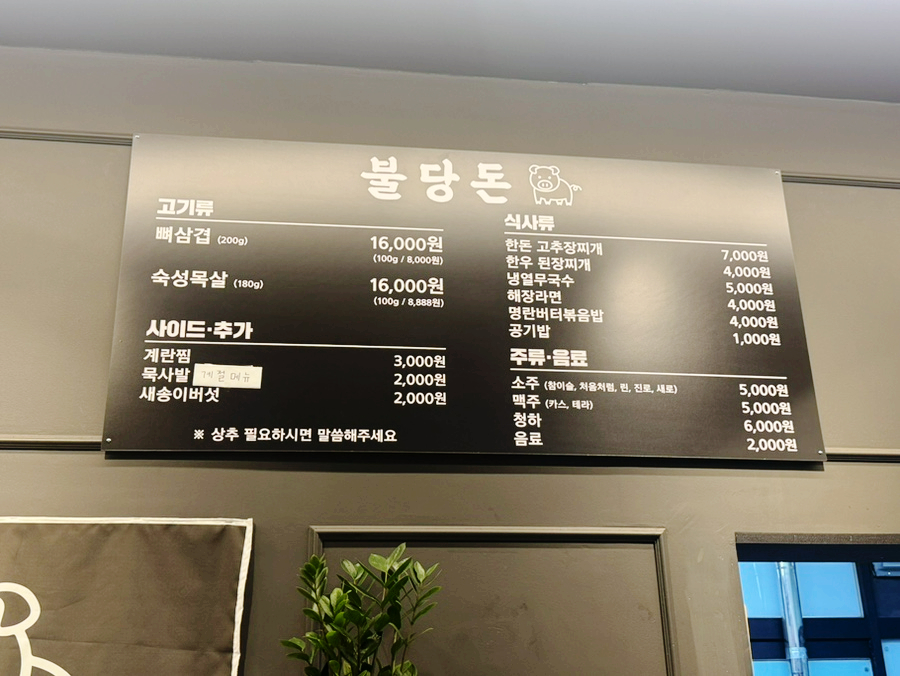 불당돈
고기류
뼈삼겹 (200g) 16,000원
(100g / 8,000원)
숙성목살 (180g) 16,000원
(100g / 8,888원)
사이드·추가
계란찜 3,000원
묵사발 계절메뉴 2,000원
새송이버섯 2,000원
※ 상추 필요하시면 말씀해주세요
식사류
한돈 고추장찌개 7,000원
한우 된장찌개 4,000원
냉열무국수 5,000원
해장라면 4,000원
명란버터볶음밥 4,000원
공기밥 1,000원
주류·음료
소주 (참이슬, 처음처럼, 린, 진로, 새로) 5,000원
맥주 (카스, 테라) 5,000원
청하 6,000원
음료 2,000원